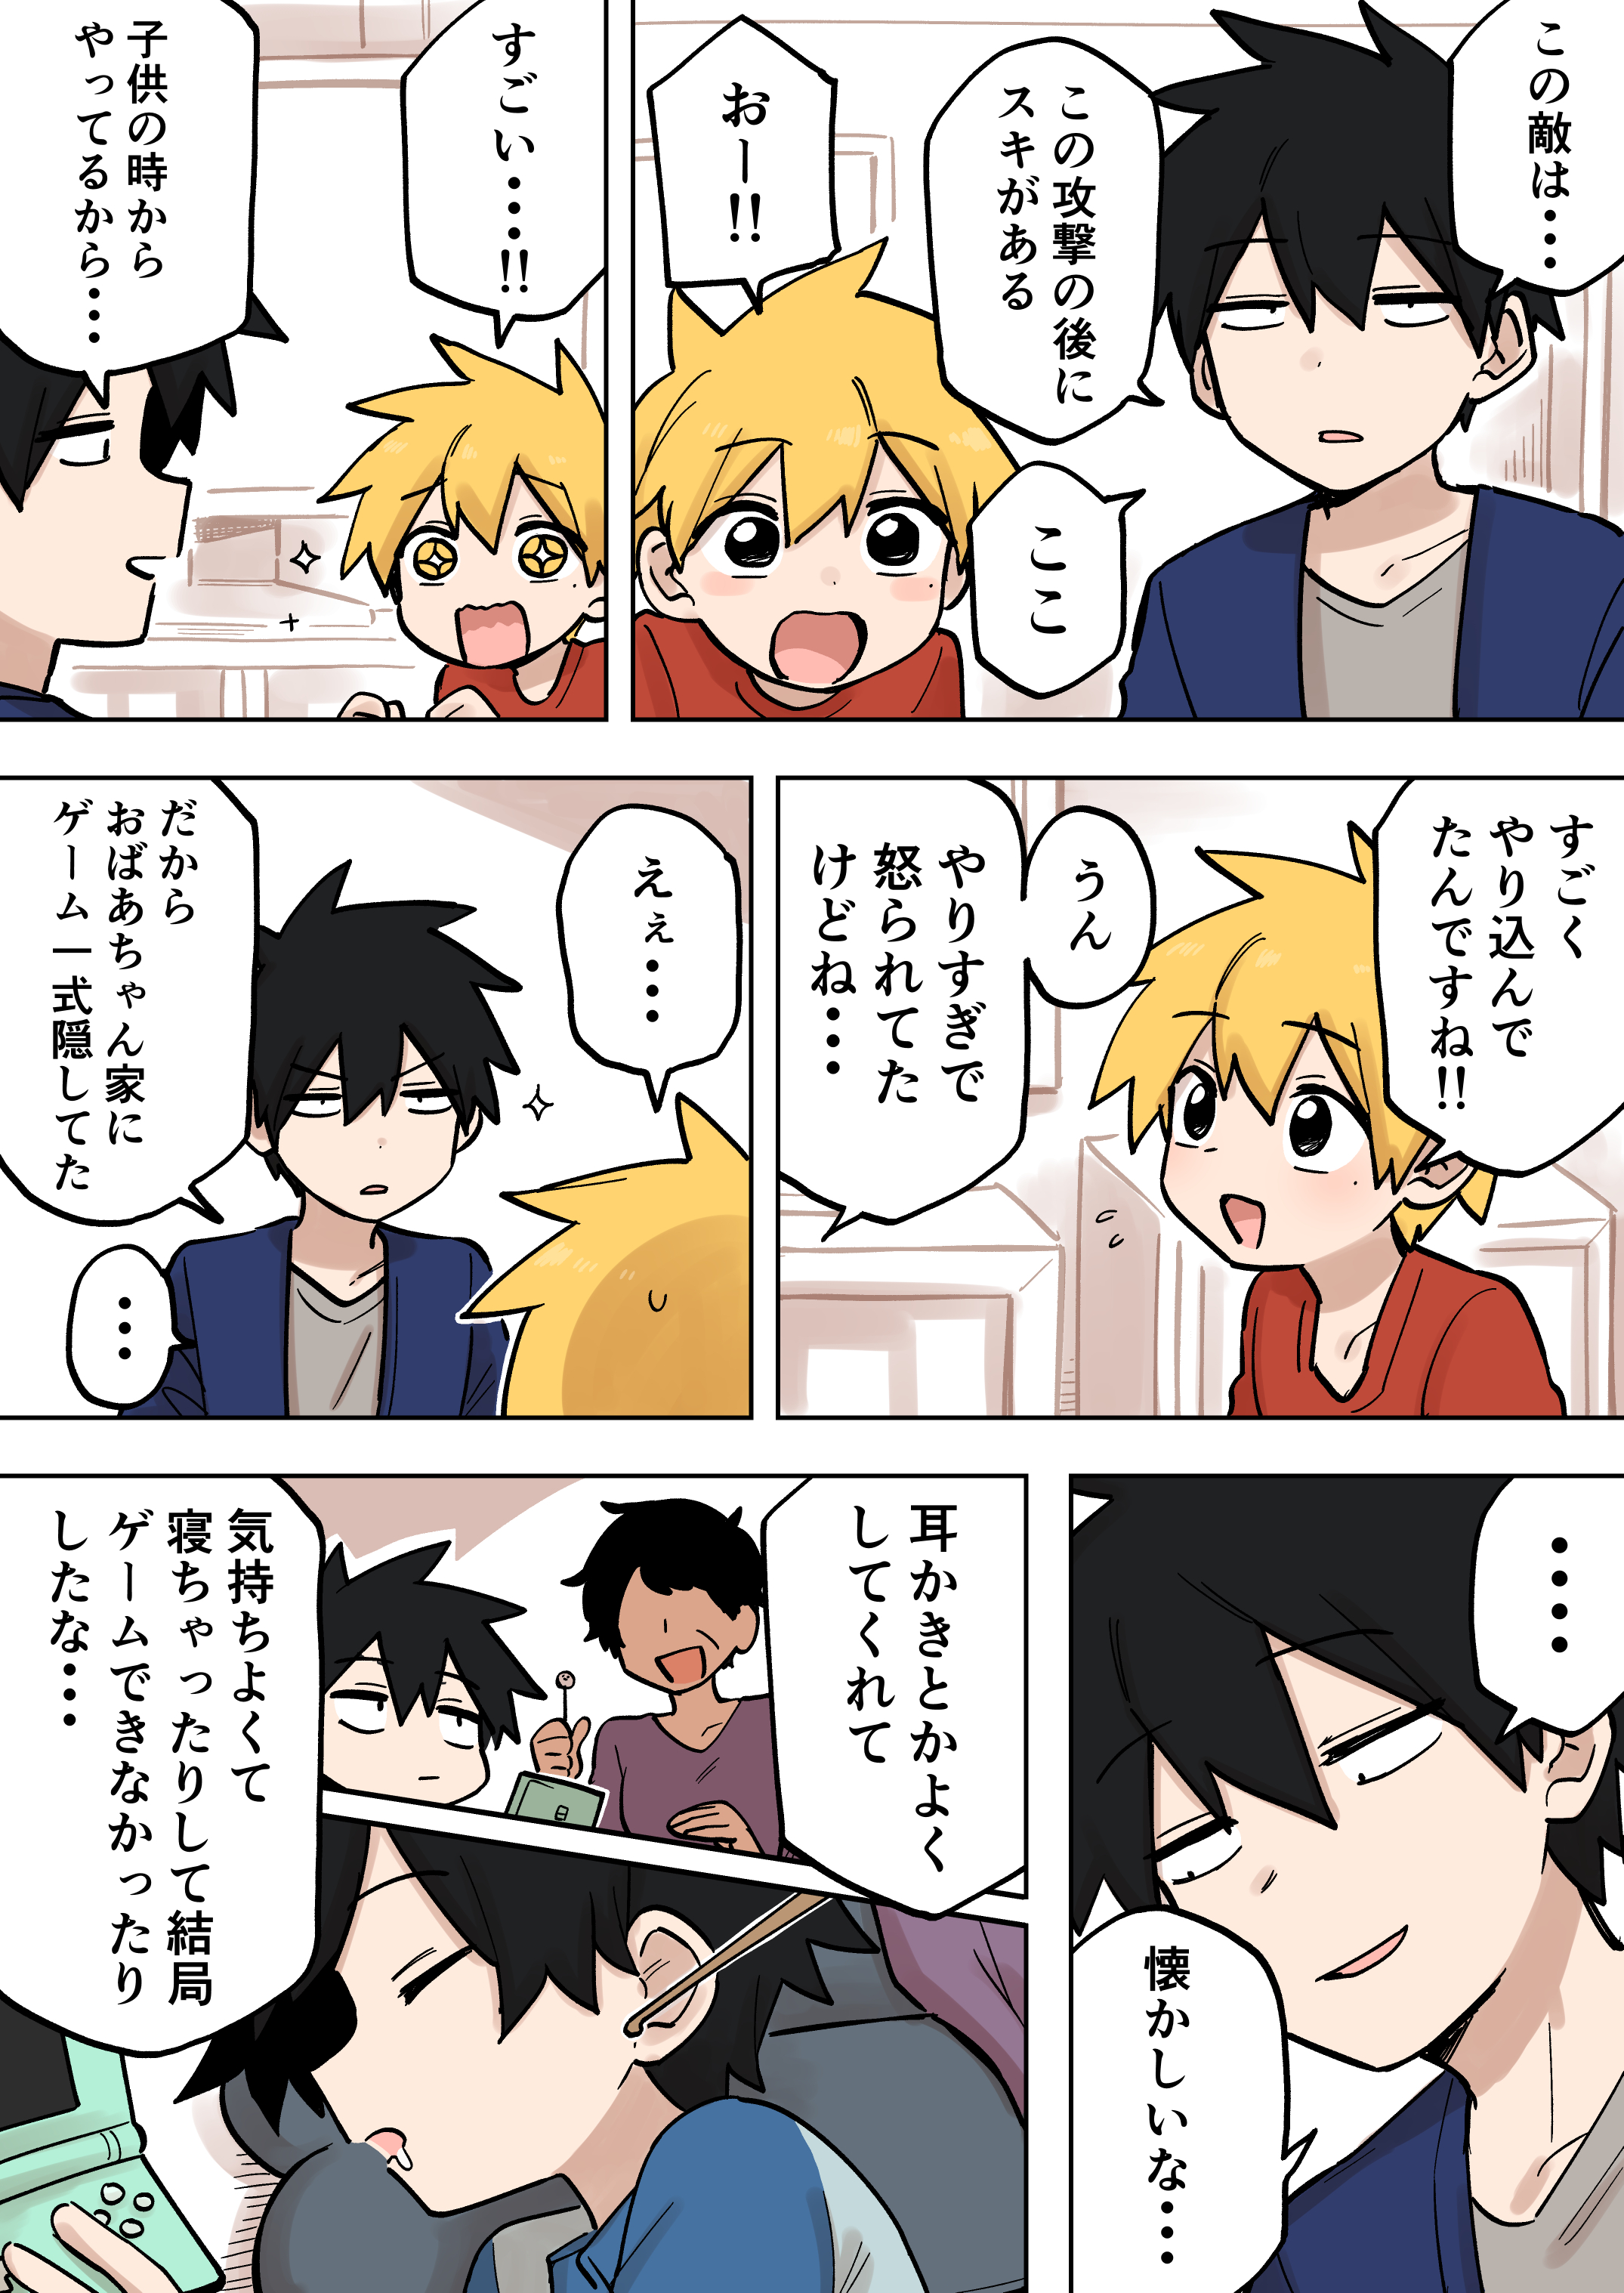 この敵は・・・
この攻撃の後に
スキがある
ここ
おー!!
すごい・・・!!
子供の時から
やってるから・・・
すごく
やり込んで
たんですね!!
うん
やりすぎで
怒られてた
けどね・・・
えぇ・・・
だから
おばあちゃん家に
ゲーム一式隠してた
・・・
・・・・
懐かしいな・・・
耳かきとかよく
してくれて
気持ちよくて
寝ちゃったりして結局
ゲームできなかったり
したな・・・